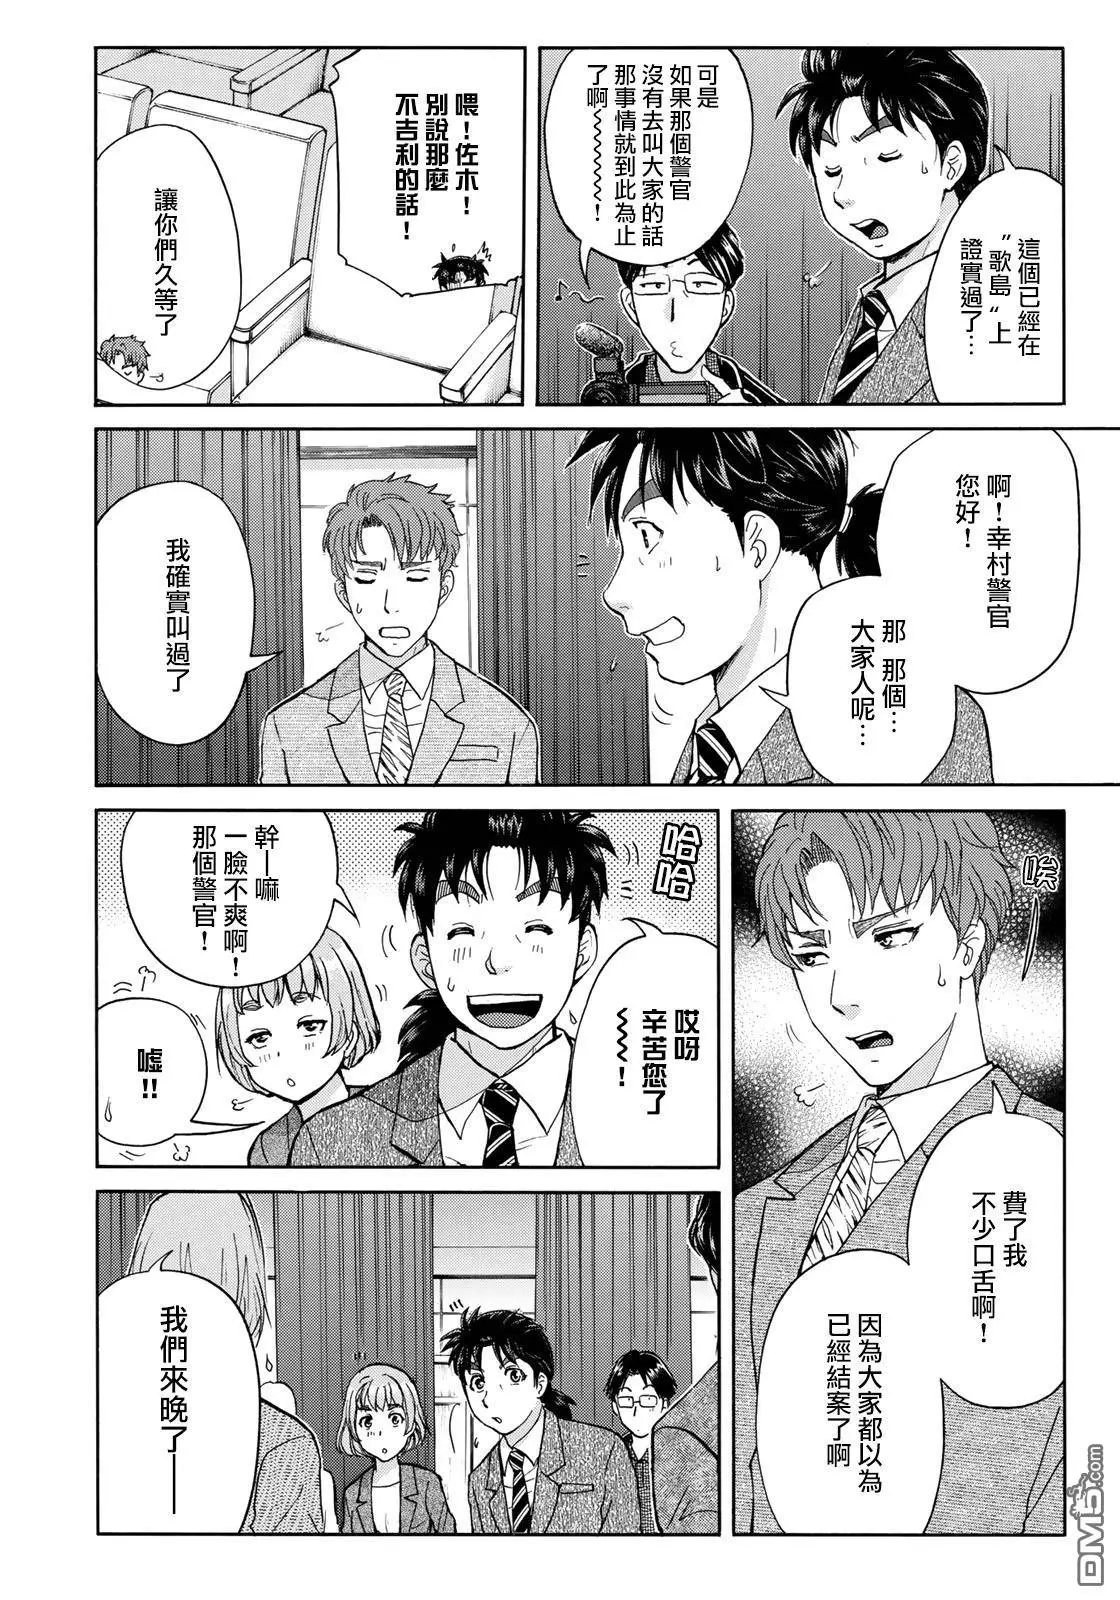 這個已經在
"歌島"上
證實過了…
可是
如果那個警官
沒有去叫大家的話
那事情就到此為止
了啊~~~~~!
喂!佐木!
別說那麼
不吉利的話!
讓你們久等了
啊!幸村警官
您好!
那 那個…
大家人呢…
我確實叫過了
唉
費了我
不少口舌啊!
因為大家都以為
已經結案了啊
哈哈
哎呀
辛苦您了
~~~~!
幹—嘛
一臉不爽啊!
那個警官!
噓!!
我們來晚了——
DM5.com